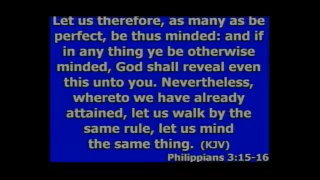 Let us therefore, as many as be
perfect, be thus minded: and if
in any thing ye be otherwise
minded, God shall reveal even
this unto you. Nevertheless,
whereto we have already
attained, let us walk by the
same rule, let us mind
the same thing. (KJV)
Philippians 3:15-16